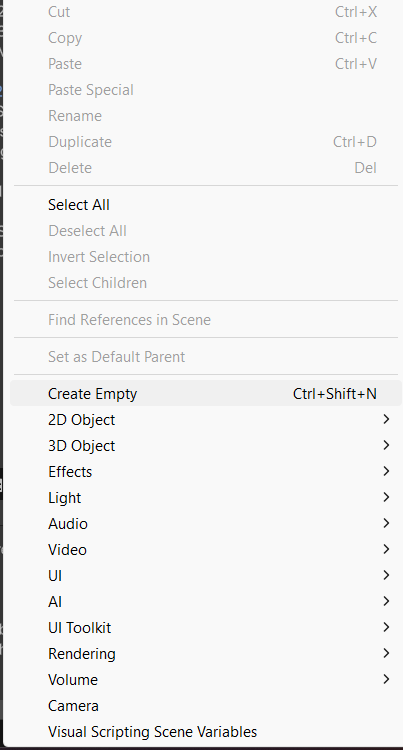 Cut Ctrl+X
Copy Ctrl+C
Paste Ctrl+V
Paste Special
Rename
Duplicate Ctrl+D
Delete Del
Select All
Deselect All
Invert Selection
Select Children
Find References in Scene
Set as Default Parent
Create Empty Ctrl+Shift+N
2D Object
3D Object
Effects
Light
Audio
Video
UI
AI
UI Toolkit
Rendering
Volume
Camera
Visual Scripting Scene Variables